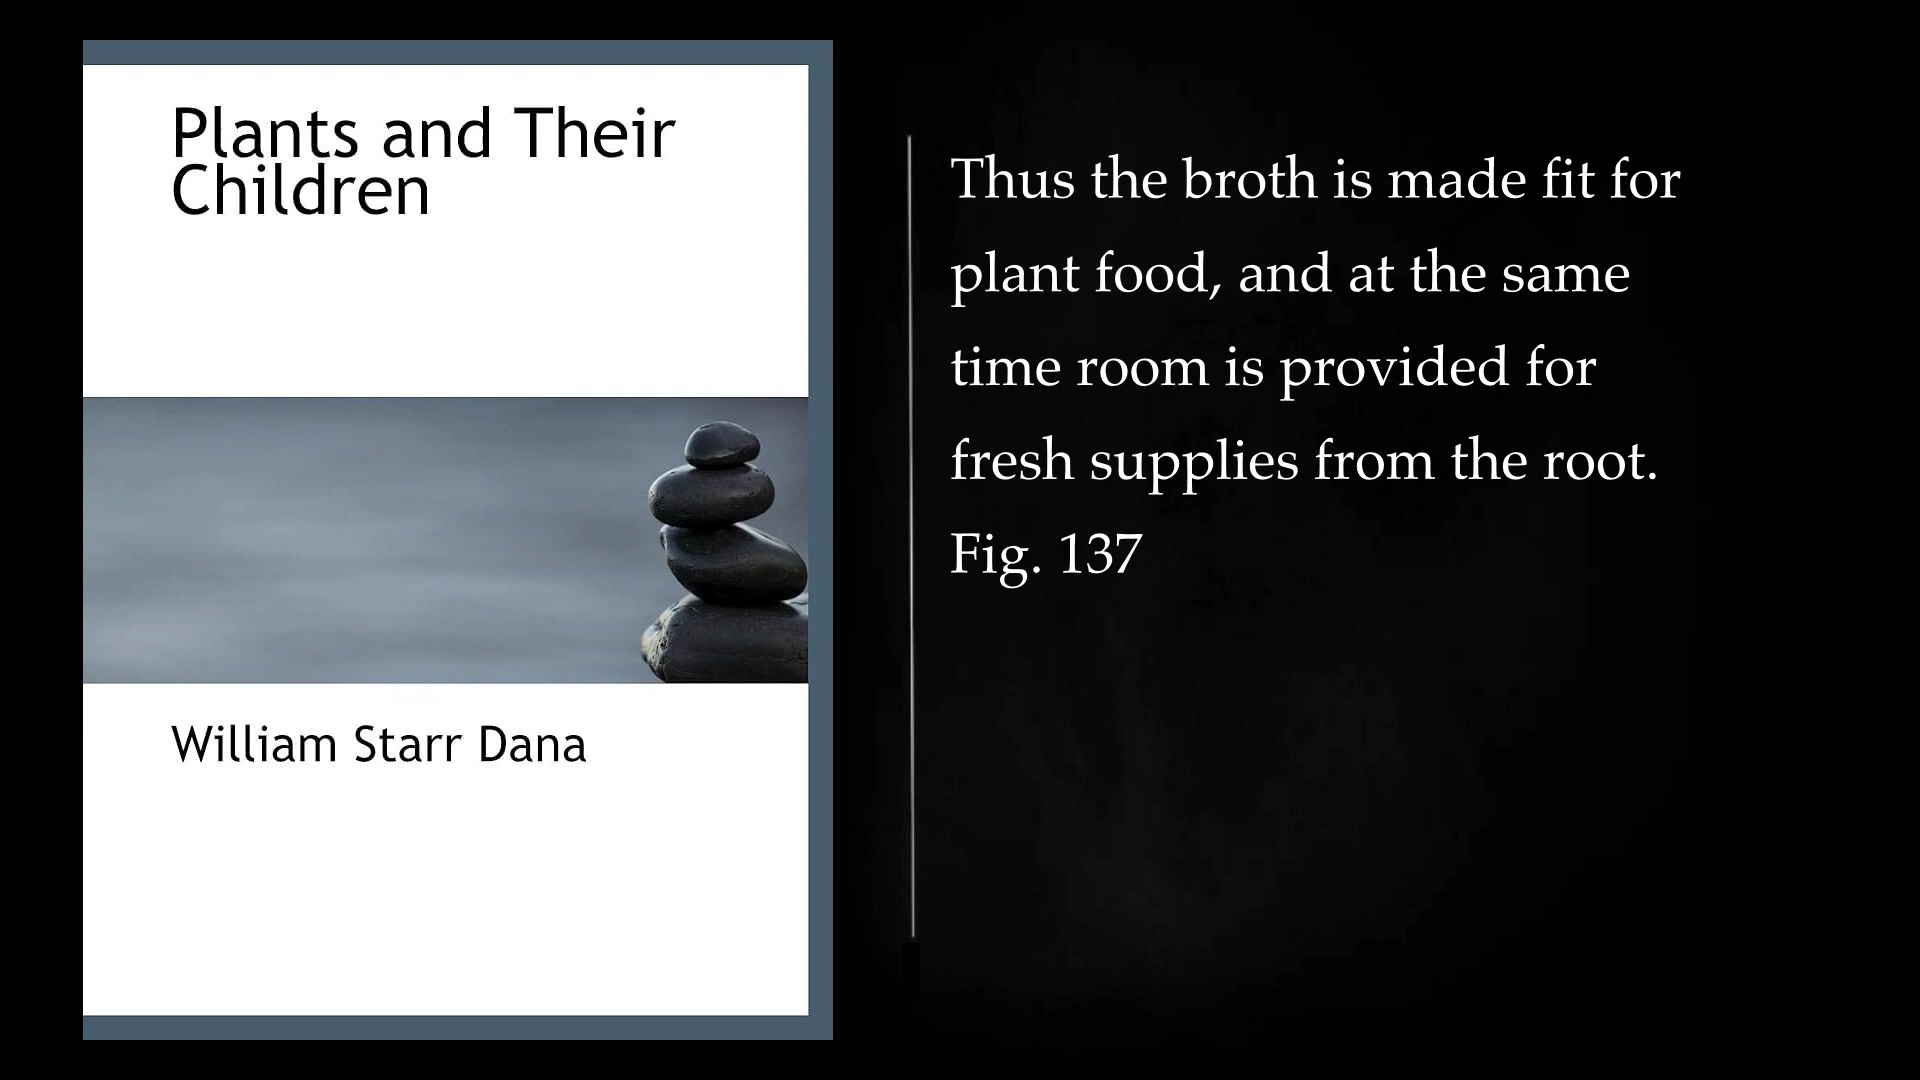 Plants and Their
Children
William Starr Dana
Thus the broth is made fit for
plant food, and at the same
time room is provided for
fresh supplies from the root.
Fig. 137